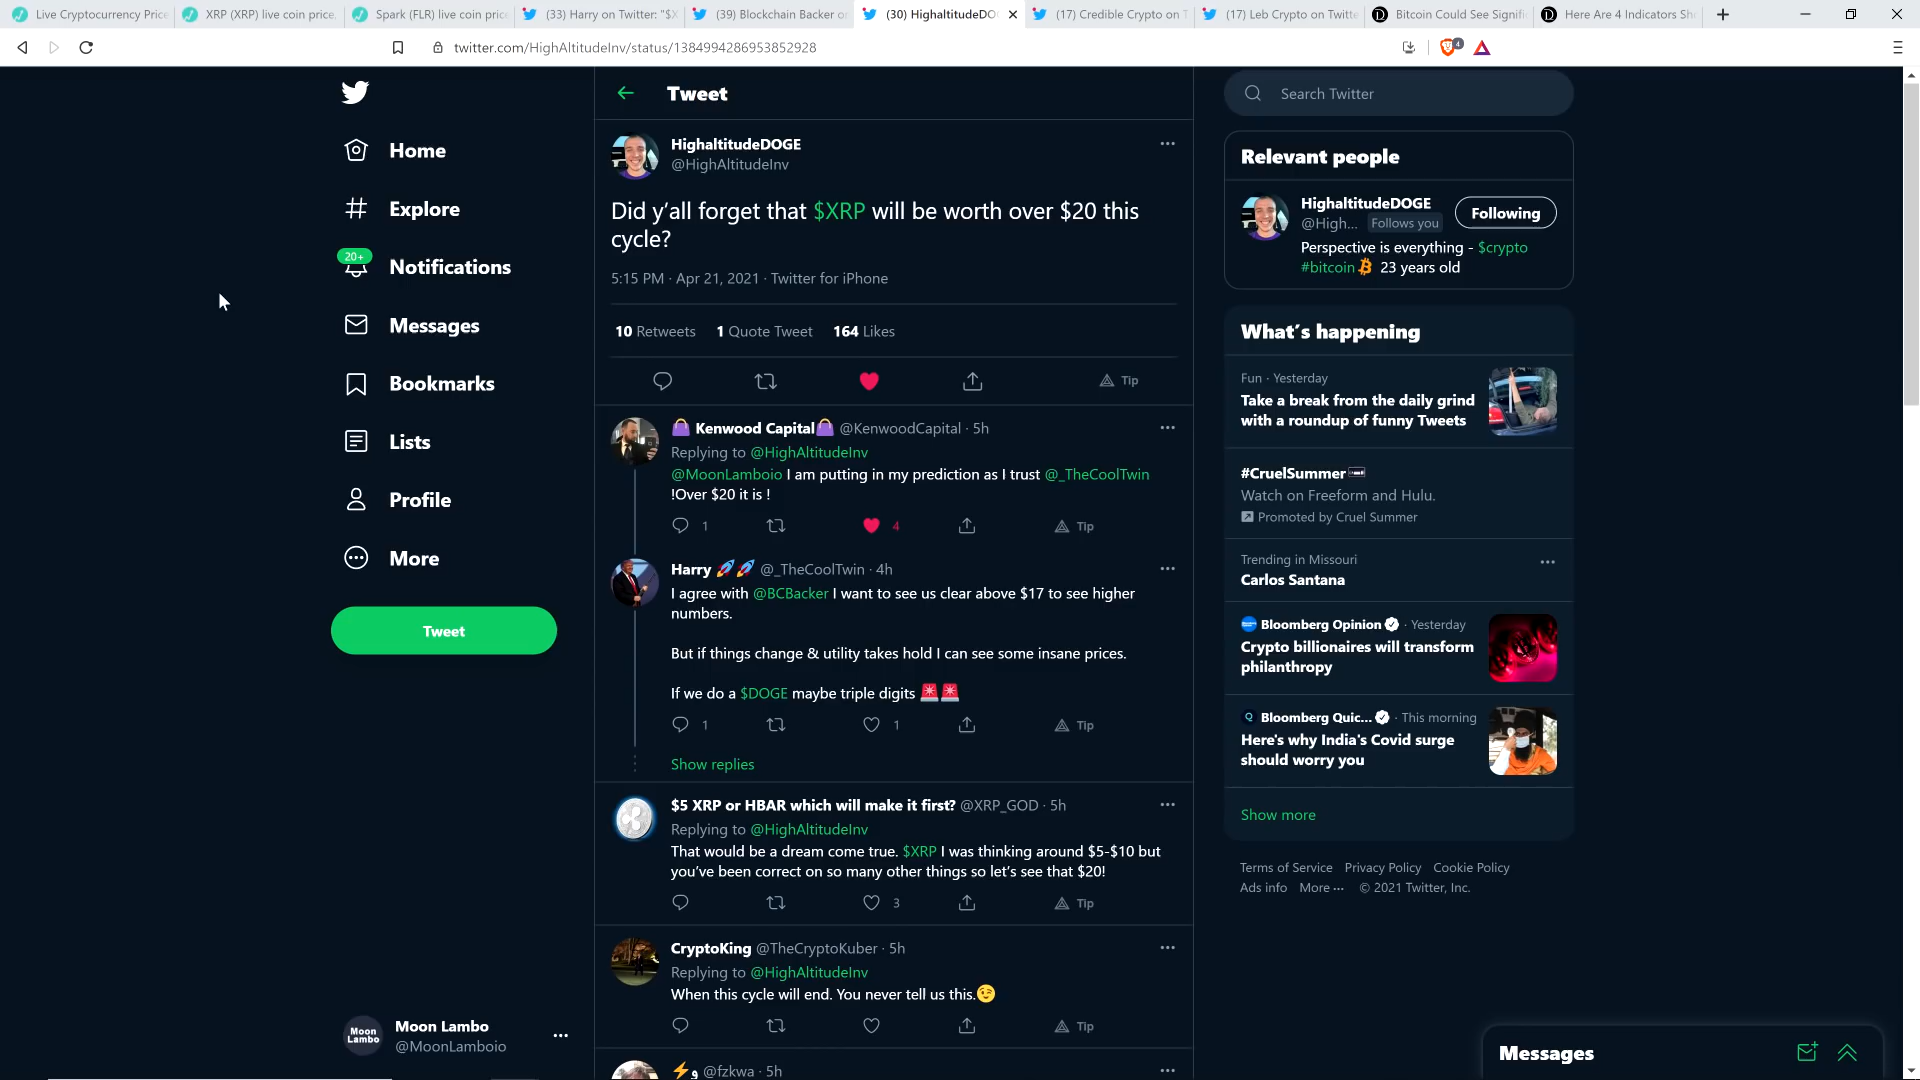 Live Cryptocurrency Price
XRP (XRP) live coin price,
Spark (FLR) live coin pric
(33) Harry on Twitter: "$X
(39) Blockchain Backer o
(30) HighaltitudeDO
(17) Credible Crypto on T
(17) Leb Crypto on Twitte
Bitcoin Could See Signifi
Here Are 4 Indicators Sh
twitter.com/HighAltitudeInv/status/1384994286953852928
4
Home
Explore
20+
Notifications
Messages
Bookmarks
Lists
Profile
More
Tweet
Moon Lambo
Moon Lambo
@MoonLamboio
Tweet
HighaltitudeDOGE
@HighAltitudeInv
Did y'all forget that $XRP will be worth over $20 this
cycle?
5:15 PM · Apr 21, 2021 · Twitter for iPhone
10 Retweets 1 Quote Tweet 164 Likes
Tip
Kenwood Capital @KenwoodCapital · 5h
Replying to @HighAltitudeInv
@MoonLamboio I am putting in my prediction as I trust @_TheCoolTwin
!Over $20 it is !
1 4 Tip
Harry @_TheCoolTwin · 4h
I agree with @BCBacker I want to see us clear above $17 to see higher
numbers.
But if things change & utility takes hold I can see some insane prices.
If we do a $DOGE maybe triple digits
1 1 Tip
Show replies
$5 XRP or HBAR which will make it first? @XRP_GOD · 5h
Replying to @HighAltitudeInv
That would be a dream come true. $XRP I was thinking around $5-$10 but
you've been correct on so many other things so let's see that $20!
3 Tip
CryptoKing @TheCryptoKuber · 5h
Replying to @HighAltitudeInv
When this cycle will end. You never tell us this.
Tip
@fzkwa · 5h
Search Twitter
Relevant people
HighaltitudeDOGE
@High... Follows you
Following
Perspective is everything - $crypto
#bitcoin 23 years old
What's happening
Fun · Yesterday
Take a break from the daily grind
with a roundup of funny Tweets
#CruelSummer
Watch on Freeform and Hulu.
Promoted by Cruel Summer
Trending in Missouri
Carlos Santana
Bloomberg Opinion · Yesterday
Crypto billionaires will transform
philanthropy
Bloomberg Quic... · This morning
Here's why India's Covid surge
should worry you
Show more
Terms of Service Privacy Policy Cookie Policy
Ads info More ··· © 2021 Twitter, Inc.
Messages